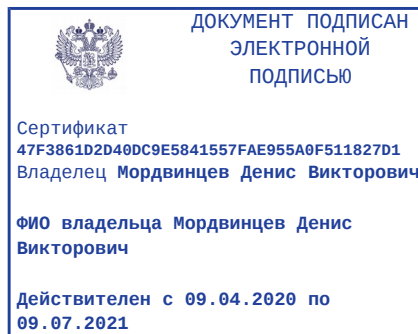 ДОКУМЕНТ ПОДПИСАН
ЭЛЕКТРОННОЙ
ПОДПИСЬЮ
Сертификат
47F3861D2D40DC9E5841557FAE955A0F511827D1
Владелец Мордвинцев Денис Викторович
ФИО владельца Мордвинцев Денис
Викторович
Действителен с 09.04.2020 по
09.07.2021